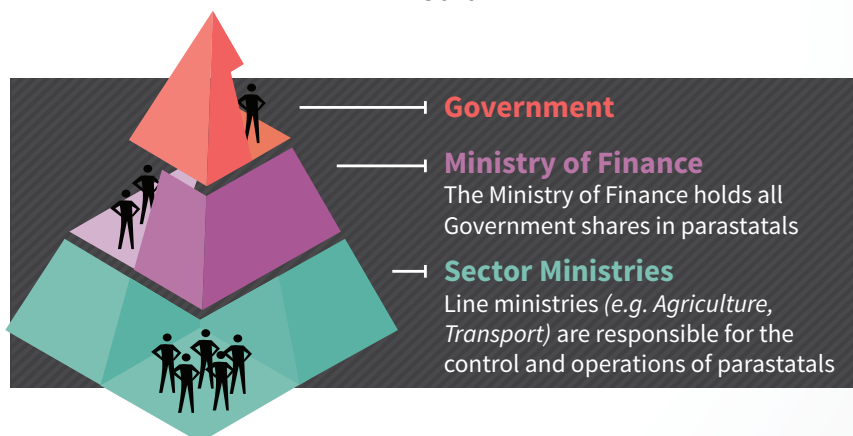 Government
Ministry of Finance
The Ministry of Finance holds all
Government shares in parastatals
Sector Ministries
Line ministries (e.g. Agriculture,
Transport) are responsible for the
control and operations of parastatals